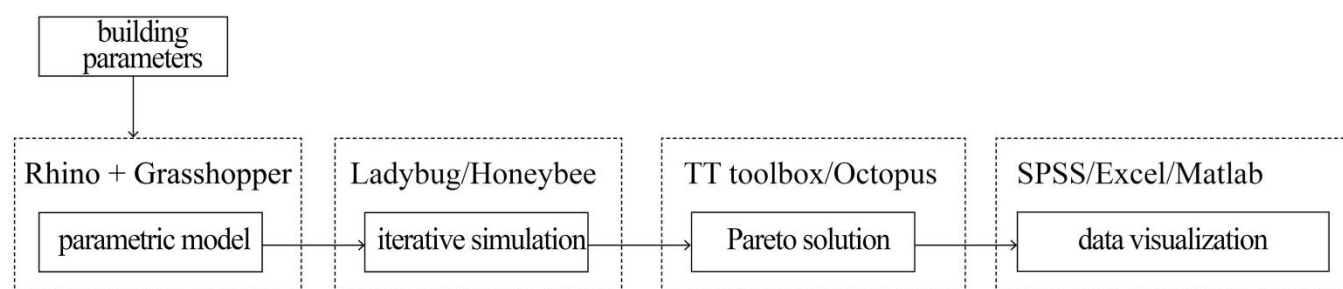 building
parameters
Rhino + Grasshopper
Ladybug/Honeybee
TT toolbox/Octopus
SPSS/Excel/Matlab
parametric model
iterative simulation
Pareto solution
data visualization